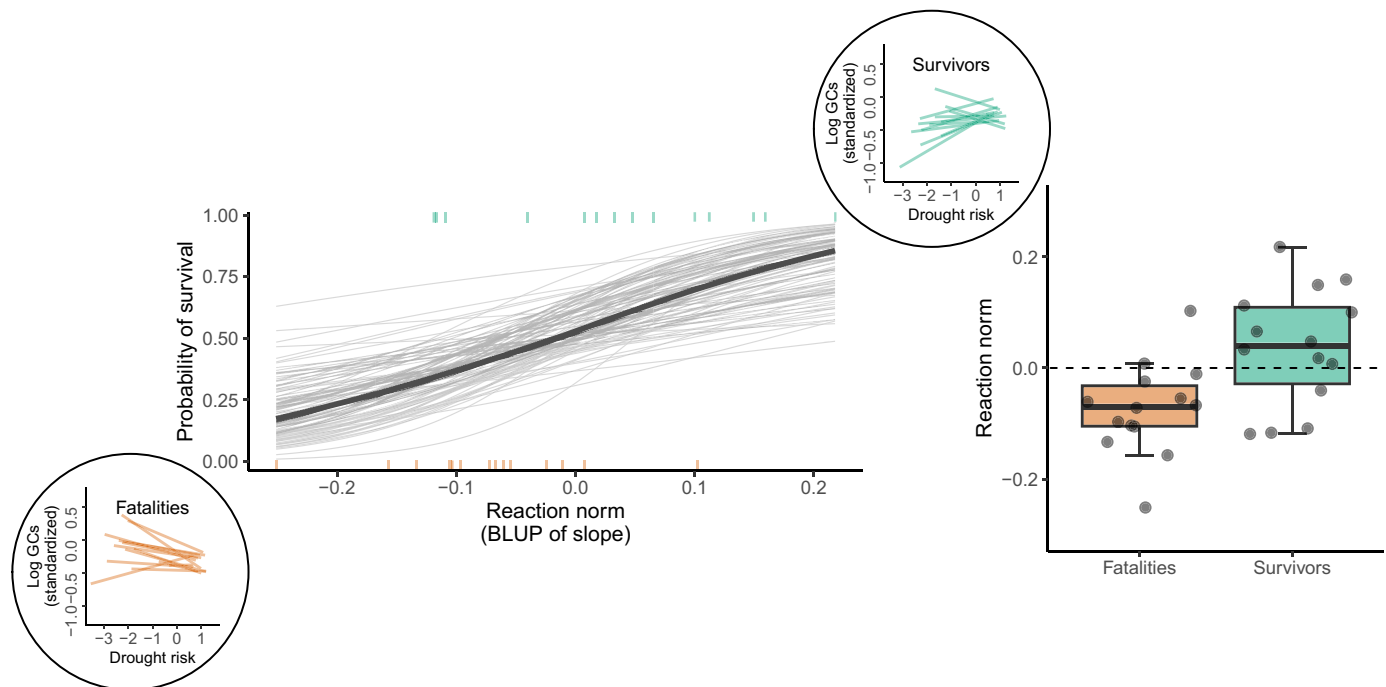 Survivors
Log GCs
(standardized)
0.5
0.0
−0.5
−1.0
−3 −2 −1 0 1
Drought risk
Probability of survival
1.00
0.75
0.50
0.25
0.00
−0.2 −0.1 0.0 0.1 0.2
Reaction norm
(BLUP of slope)
Fatalities
Log GCs
(standardized)
0.5
0.0
−0.5
−1.0
−3 −2 −1 0 1
Drought risk
Reaction norm
0.2
0.0
−0.2
Fatalities Survivors